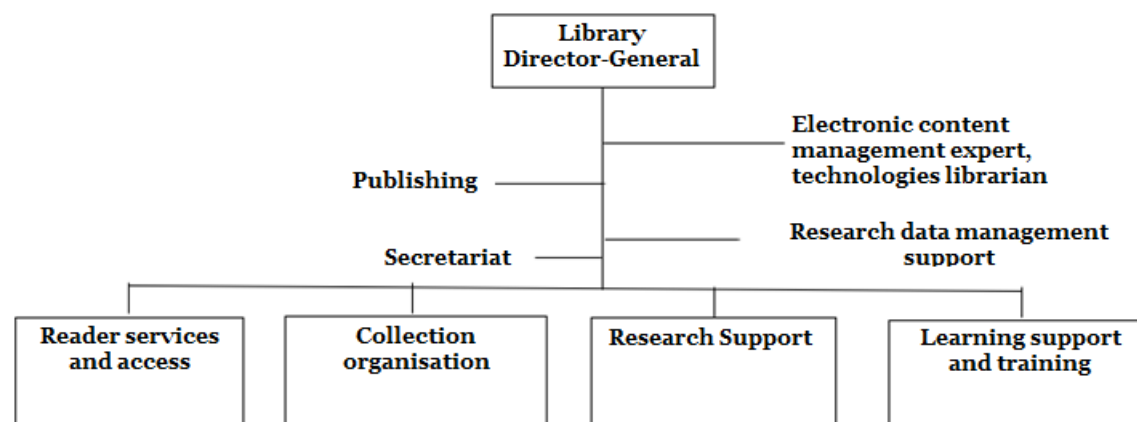 Library
Director-General
Electronic content
management expert,
technologies librarian
Publishing
Research data management
support
Secretariat
Reader services
and access
Collection
organisation
Research Support
Learning support
and training